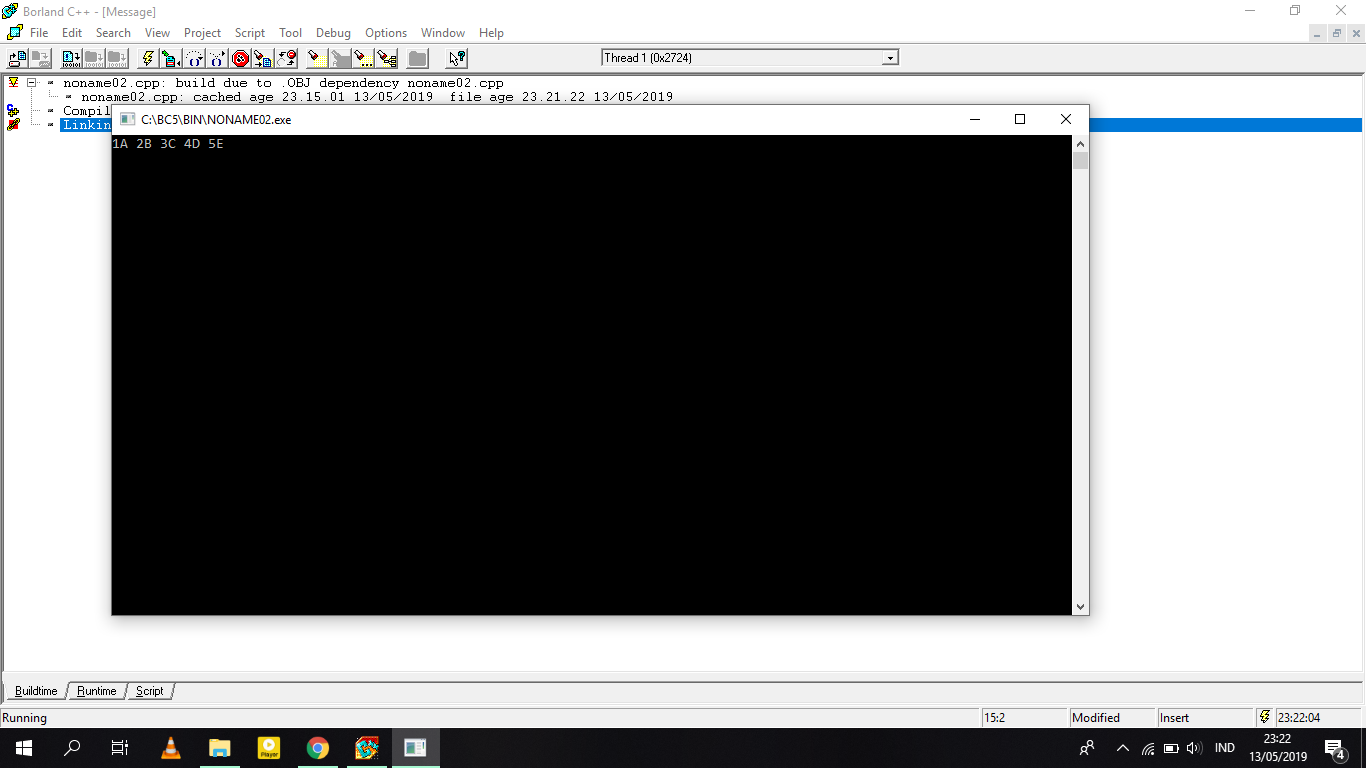 Borland C++ - [Message]
File Edit Search View Project Script Tool Debug Options Window Help
Thread 1 (0x2724)
noname02.cpp: build due to .OBJ dependency noname02.cpp
noname02.cpp: cached age 23.15.01 13/05/2019 file age 23.21.22 13/05/2019
Compil
Linkin
C:\BC5\BIN\NONAME02.exe
1A 2B 3C 4D 5E
Buildtime Runtime Script
Running 15:2 Modified Insert 23:22:04
Player
IND
23:22
13/05/2019
4